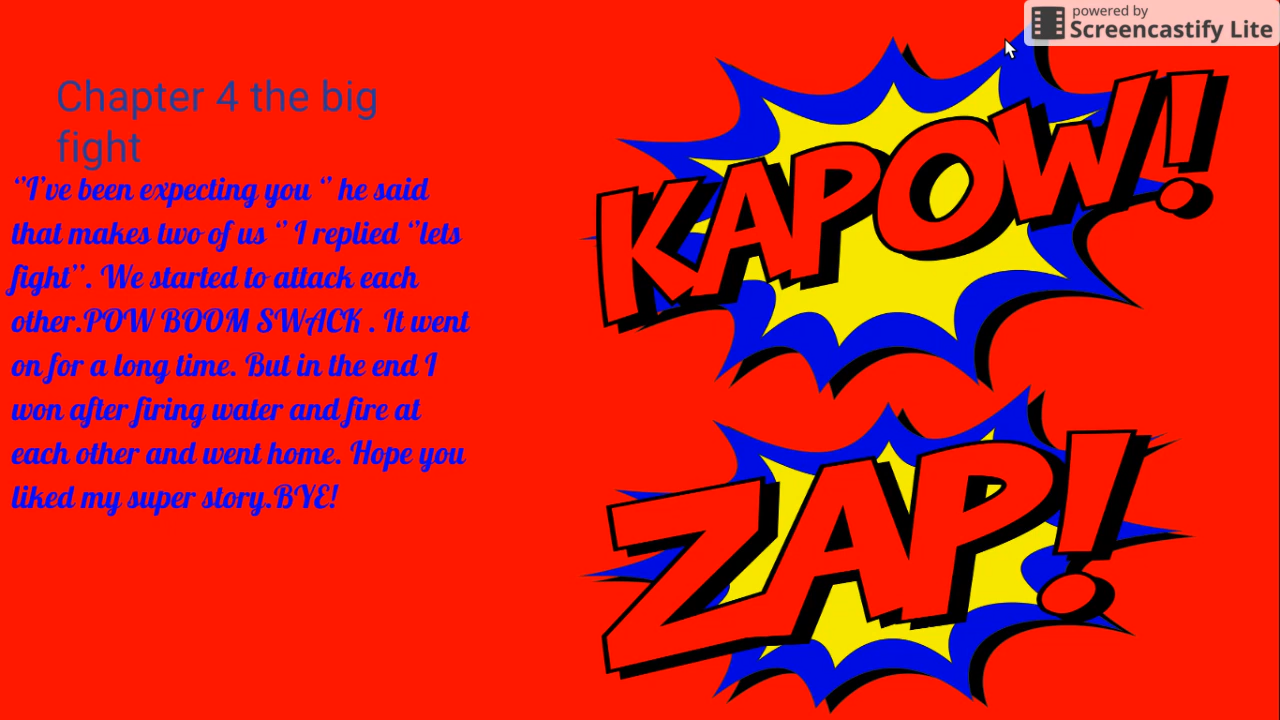 powered by
Screencastify Lite
Chapter 4 the big
fight
‘’I’ve been expecting you ‘’ he said
that makes two of us ‘’ I replied ‘’lets
fight’’. We started to attack each
other.POW BOOM SWACK . It went
on for a long time. But in the end I
won after firing water and fire at
each other and went home. Hope you
liked my super story.BYE!
KAPOW!
ZAP!